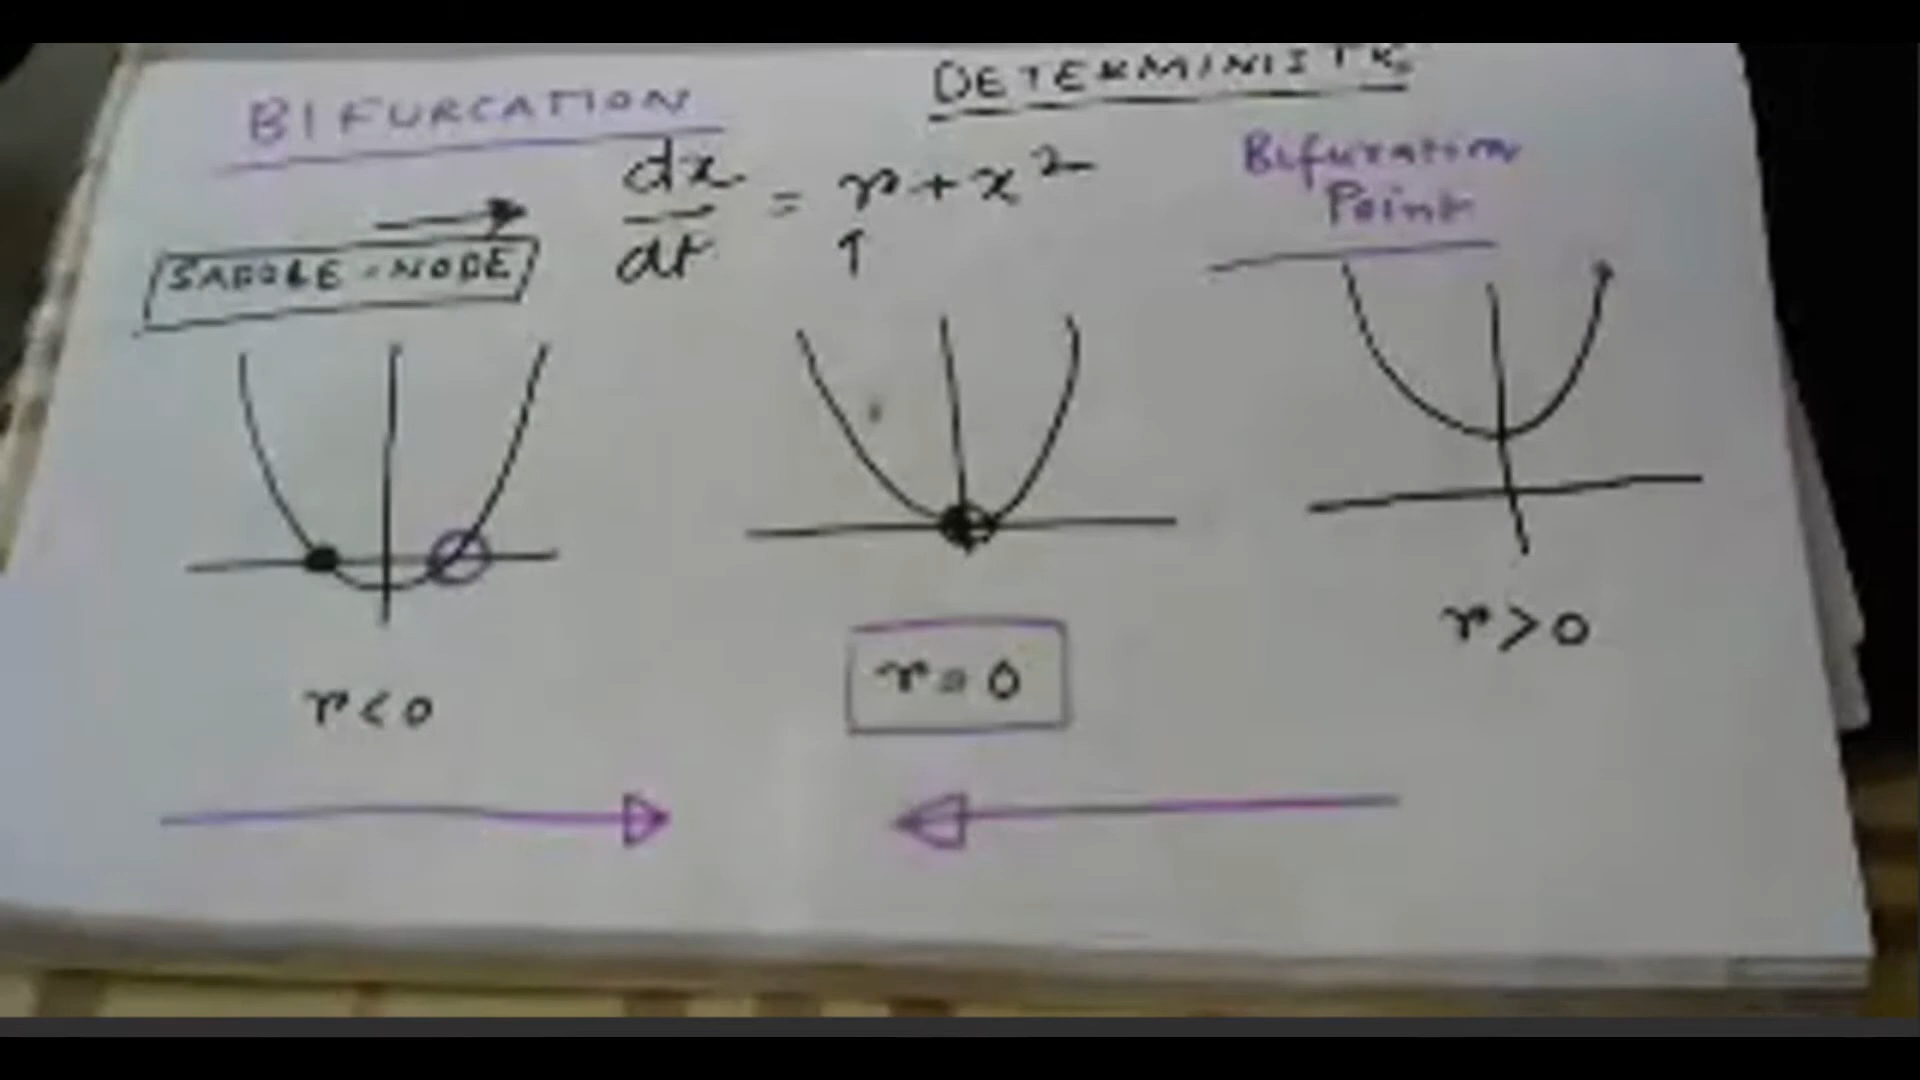 BIFURCATION
DETERMINISTIC
dx/dt = r + x²
↑
Bifurcation
Point
SADDLE-NODE
r < 0
r = 0
r > 0